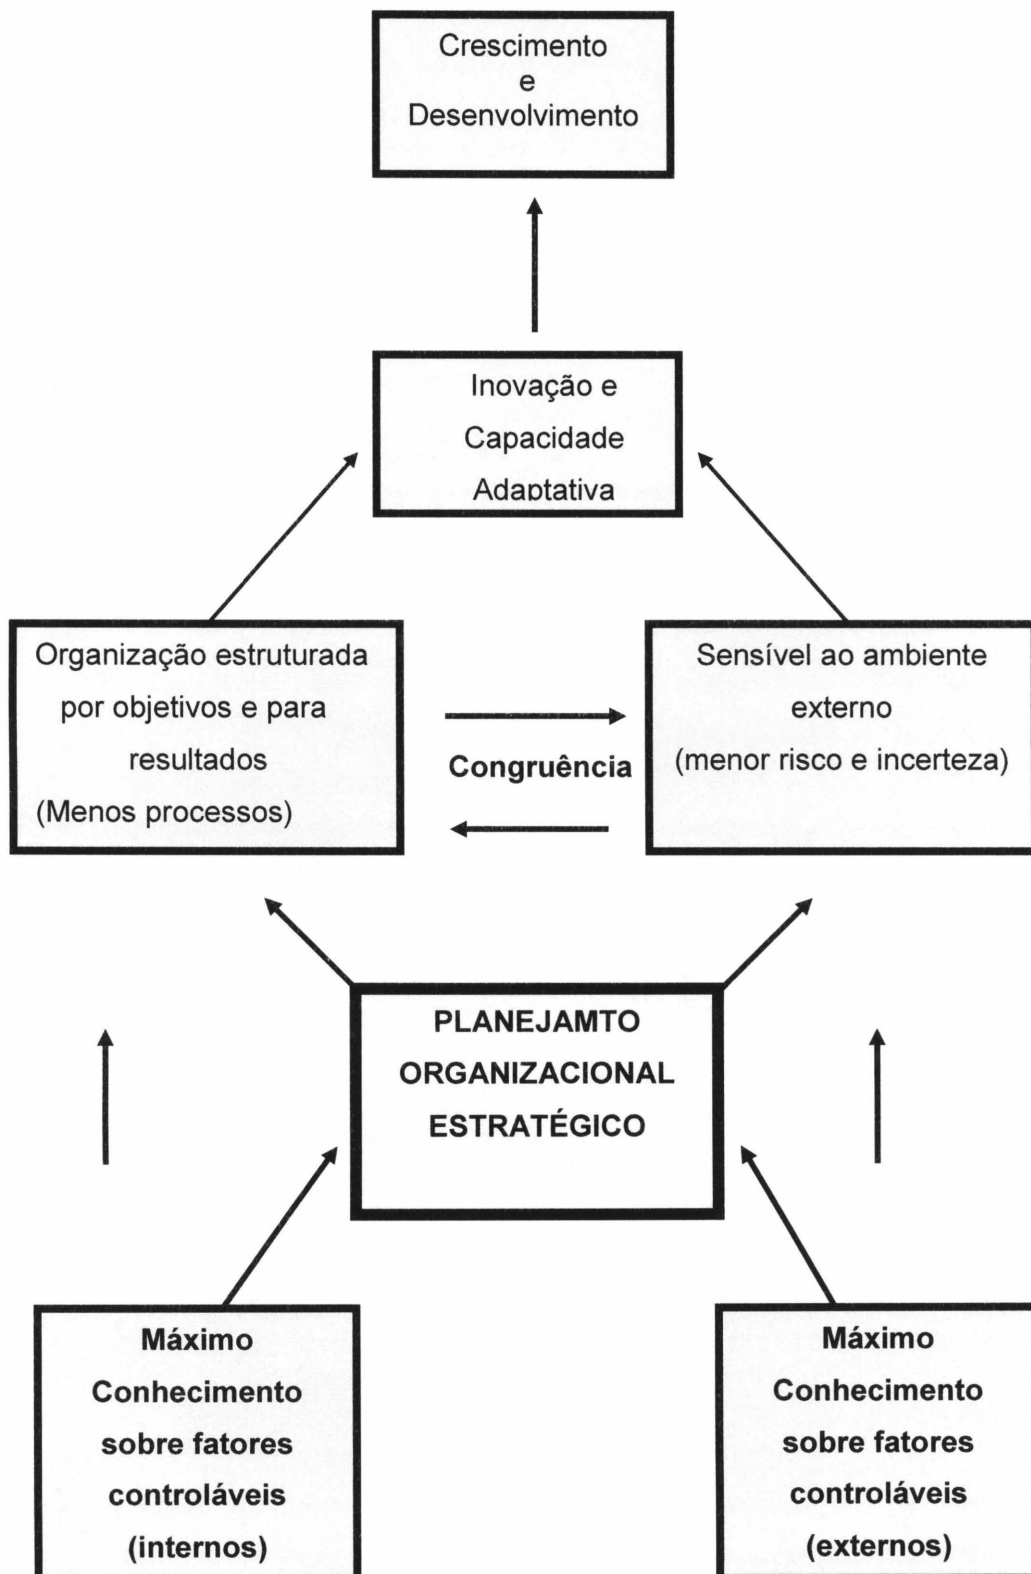 Crescimento
e
Desenvolvimento
Inovação e
Capacidade
Adaptativa
Organização estruturada
por objetivos e para
resultados
(Menos processos)
Congruência
Sensível ao ambiente
externo
(menor risco e incerteza)
PLANEJAMTO
ORGANIZACIONAL
ESTRATÉGICO
Máximo
Conhecimento
sobre fatores
controláveis
(internos)
Máximo
Conhecimento
sobre fatores
controláveis
(externos)